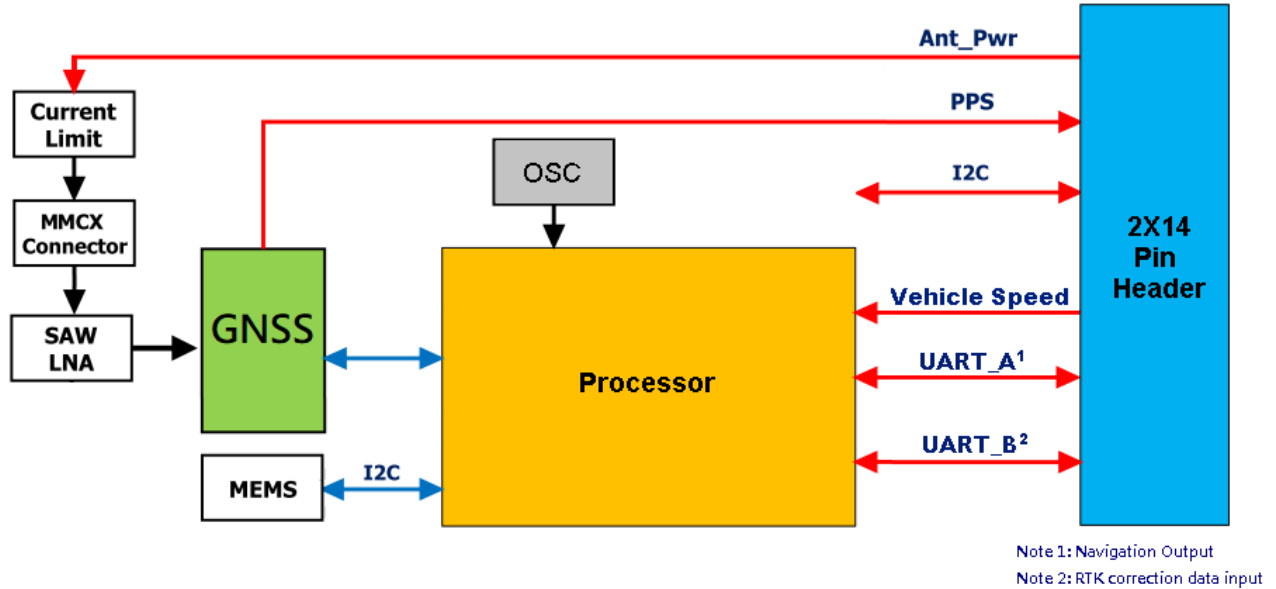 Ant_Pwr
PPS
I2C
Current
Limit
OSC
MMCX
Connector
2X14
Pin
Header
Vehicle Speed
GNSS
SAW
LNA
UART_A¹
Processor
UART_B²
I2C
MEMS
Note 1: Navigation Output
Note 2: RTK correction data input